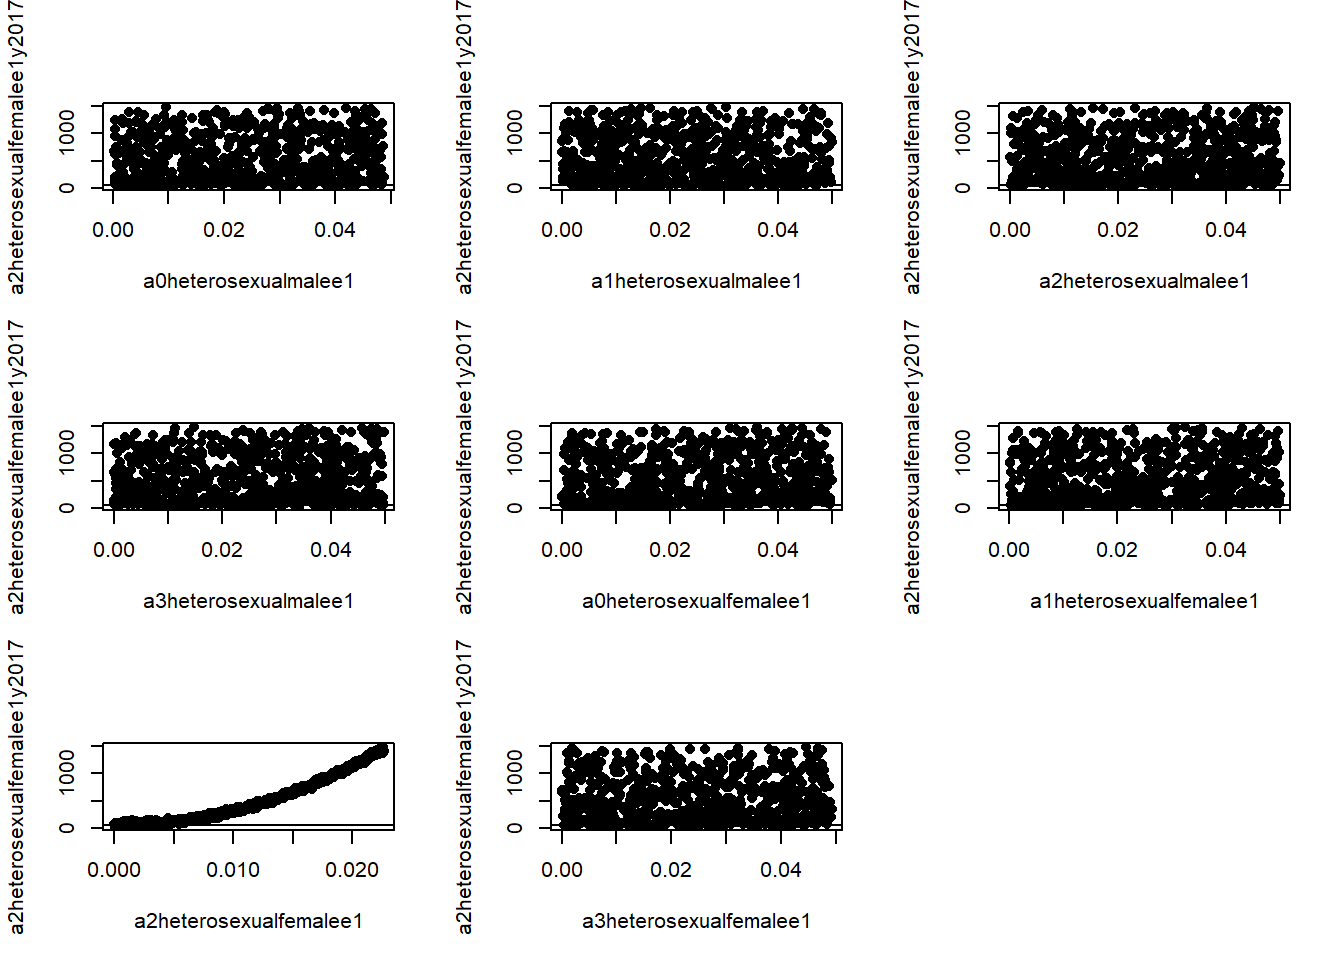 a2heterosexualfemalee1y2017
1000
0
0.00 0.02 0.04
a0heterosexualmalee1
a2heterosexualfemalee1y2017
1000
0
0.00 0.02 0.04
a1heterosexualmalee1
a2heterosexualfemalee1y2017
1000
0
0.00 0.02 0.04
a2heterosexualmalee1
a2heterosexualfemalee1y2017
1000
0
0.00 0.02 0.04
a3heterosexualmalee1
a2heterosexualfemalee1y2017
1000
0
0.00 0.02 0.04
a0heterosexualfemalee1
a2heterosexualfemalee1y2017
1000
0
0.00 0.02 0.04
a1heterosexualfemalee1
a2heterosexualfemalee1y2017
1000
0
0.000 0.010 0.020
a2heterosexualfemalee1
a2heterosexualfemalee1y2017
1000
0
0.00 0.02 0.04
a3heterosexualfemalee1